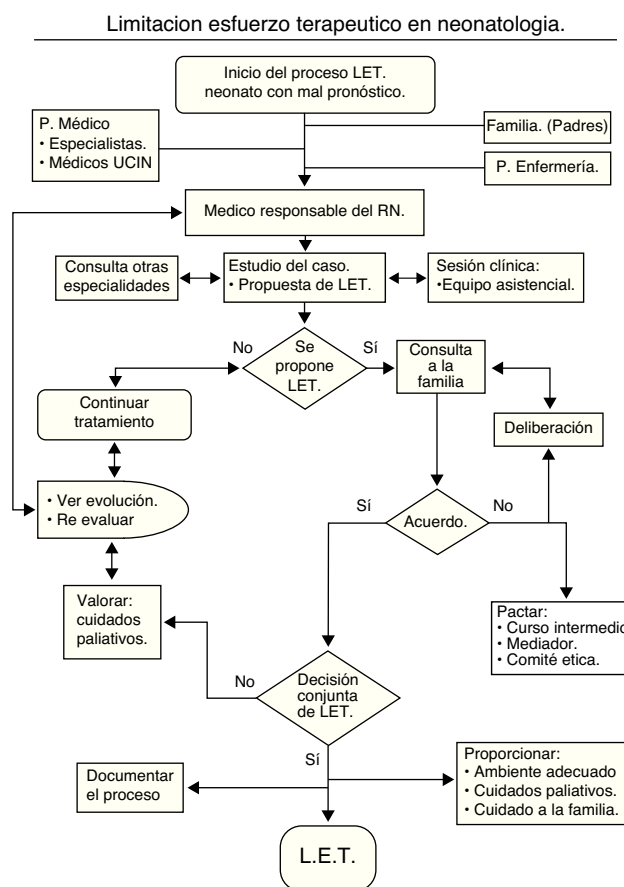 Limitacion esfuerzo terapeutico en neonatologia.
Inicio del proceso LET.
neonato con mal pronóstico.
P. Médico
• Especialistas.
• Médicos UCIN
Familia. (Padres)
P. Enfermería.
Medico responsable del RN.
Consulta otras
especialidades
Estudio del caso.
• Propuesta de LET.
Sesión clínica:
•Equipo asistencial.
No
Se
propone
LET.
Sí
Consulta
a la
familia
Continuar
tratamiento
Deliberación
• Ver evolución.
• Re evaluar
Sí
Acuerdo.
No
Valorar:
cuidados
paliativos.
Pactar:
• Curso intermedio
• Mediador.
• Comité etica.
No
Decisión
conjunta
de LET.
Sí
Documentar
el proceso
Proporcionar:
• Ambiente adecuado
• Cuidados paliativos.
• Cuidado a la familia.
L.E.T.